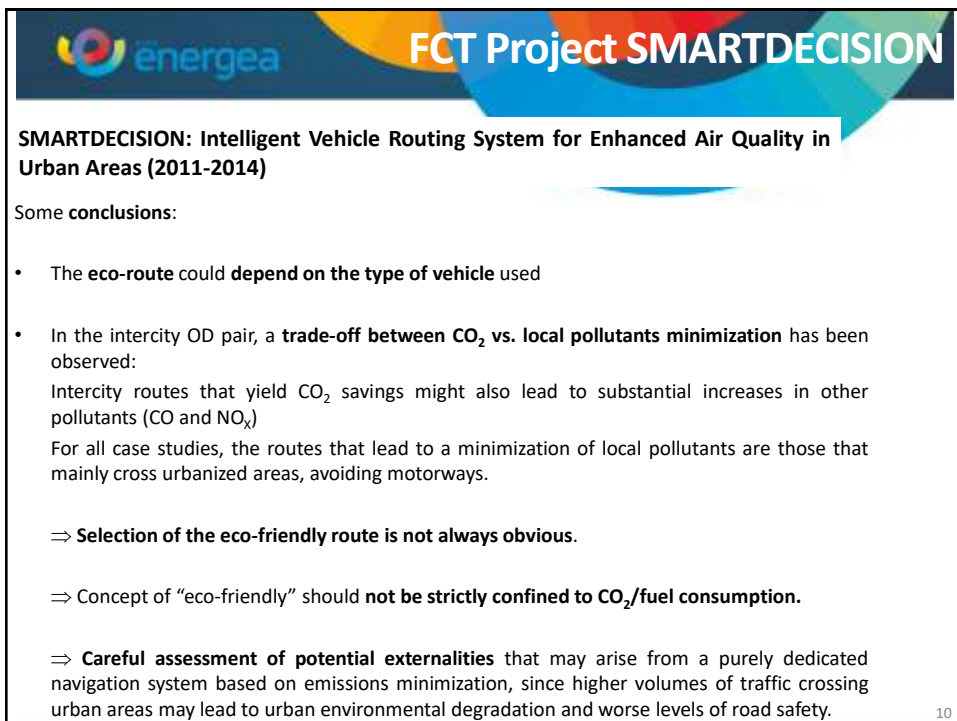 energea
FCT Project SMARTDECISION
SMARTDECISION: Intelligent Vehicle Routing System for Enhanced Air Quality in
Urban Areas (2011-2014)
Some conclusions:
• The eco-route could depend on the type of vehicle used
• In the intercity OD pair, a trade-off between CO₂ vs. local pollutants minimization has been
observed:
Intercity routes that yield CO₂ savings might also lead to substantial increases in other
pollutants (CO and NOₓ)
For all case studies, the routes that lead to a minimization of local pollutants are those that
mainly cross urbanized areas, avoiding motorways.
⇒ Selection of the eco-friendly route is not always obvious.
⇒ Concept of “eco-friendly” should not be strictly confined to CO₂/fuel consumption.
⇒ Careful assessment of potential externalities that may arise from a purely dedicated
navigation system based on emissions minimization, since higher volumes of traffic crossing
urban areas may lead to urban environmental degradation and worse levels of road safety.
10